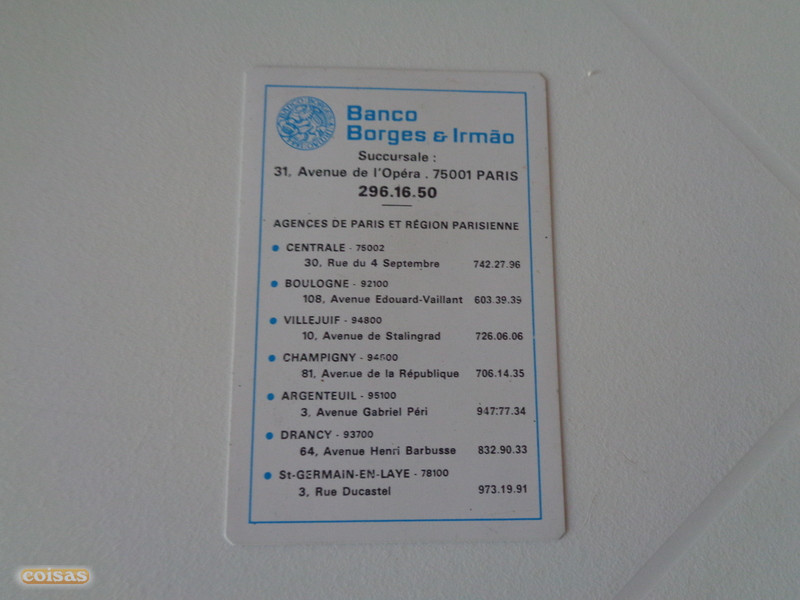 Banco
Borges & Irmão
Succursale :
31, Avenue de l'Opéra . 75001 PARIS
296.16.50
AGENCES DE PARIS ET RÉGION PARISIENNE
• CENTRALE - 75002
30, Rue du 4 Septembre 742.27.96
• BOULOGNE - 92100
108, Avenue Edouard-Vaillant 603.39.39
• VILLEJUIF - 94800
10, Avenue de Stalingrad 726.06.06
• CHAMPIGNY - 94500
81, Avenue de la République 706.14.35
• ARGENTEUIL - 95100
3, Avenue Gabriel Péri 947.77.34
• DRANCY - 93700
64, Avenue Henri Barbusse 832.90.33
• St-GERMAIN-EN-LAYE - 78100
3, Rue Ducastel 973.19.91
coisas